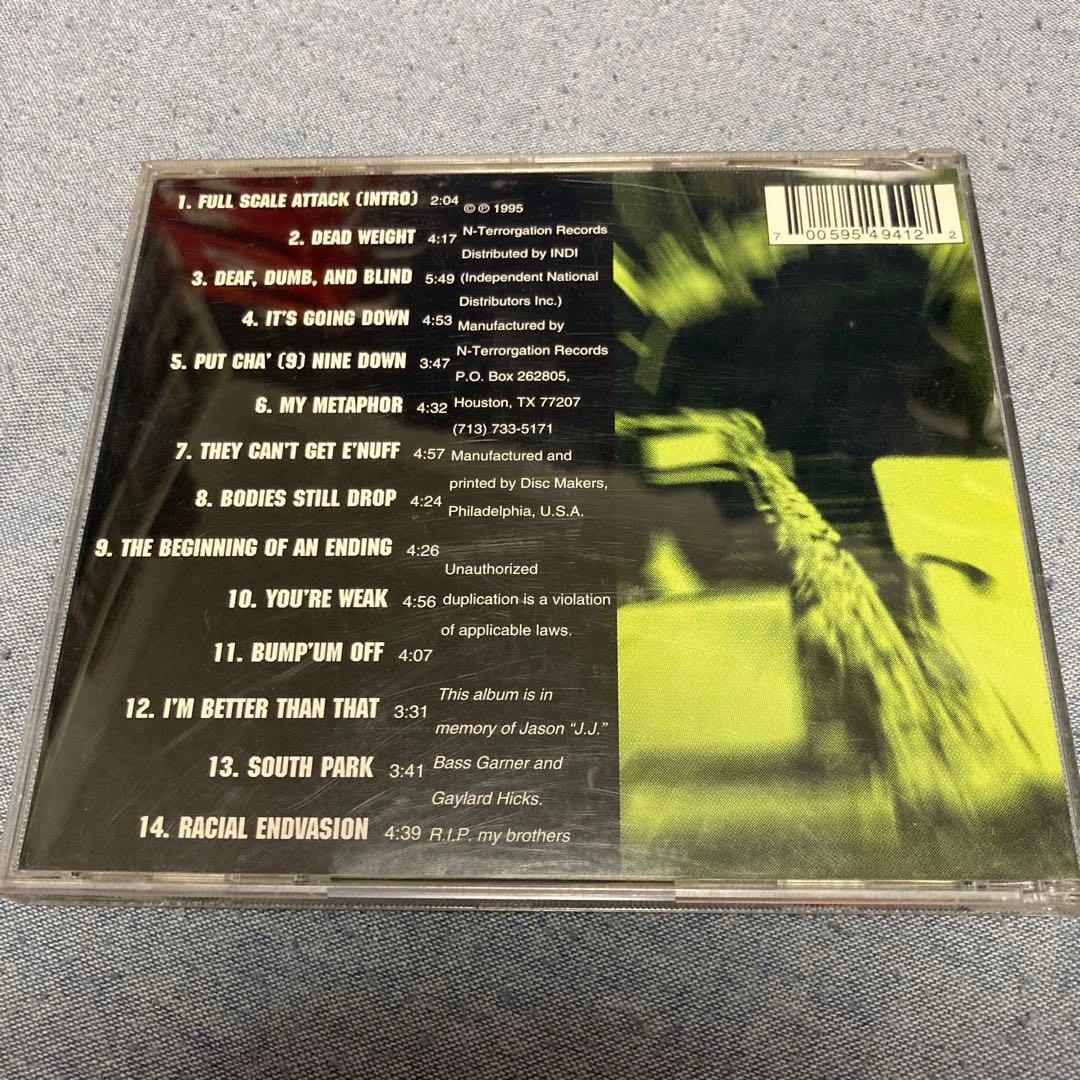 1. FULL SCALE ATTACK (INTRO) 2:04
2. DEAD WEIGHT 4:17
3. DEAF, DUMB, AND BLIND 5:49
4. IT'S GOING DOWN 4:53
5. PUT CHA' (9) NINE DOWN 3:47
6. MY METAPHOR 4:32
7. THEY CAN'T GET E'NUFF 4:57
8. BODIES STILL DROP 4:24
9. THE BEGINNING OF AN ENDING 4:26
10. YOU'RE WEAK 4:56
11. BUMP'UM OFF 4:07
12. I'M BETTER THAN THAT 3:31
13. SOUTH PARK 3:41
14. RACIAL ENDVASION 4:39
© ℗ 1995
N-Terrorgation Records
Distributed by INDI
(Independent National
Distributors Inc.)
Manufactured by
N-Terrorgation Records
P.O. Box 262805,
Houston, TX 77207
(713) 733-5171
Manufactured and
printed by Disc Makers,
Philadelphia, U.S.A.
Unauthorized
duplication is a violation
of applicable laws.
This album is in
memory of Jason "J.J."
Bass Garner and
Gaylard Hicks.
R.I.P. my brothers
7 00595 49412 2